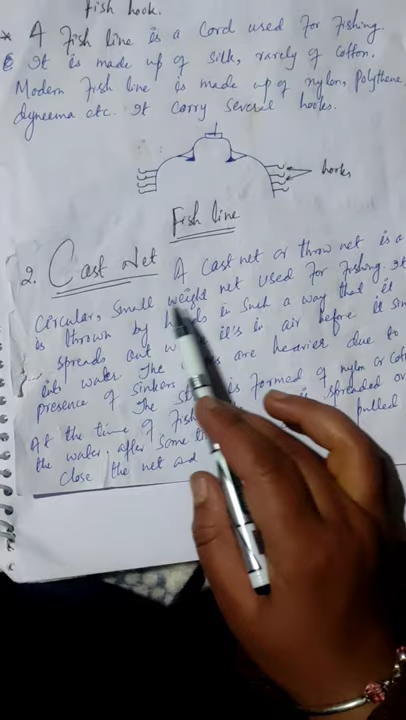 Fish hook.
* A Fish line is a Cord used For Fishing.
It is made up of silk, rarely of Cotton.
Modern Fish line is made up of nylon, Polythene,
dyneema etc. It carry Several hooks.
hooks
Fish line
2. Cast Net A Cast net or throw net is a
Circular, Small weight net used For Fishing. It
is thrown by hands in Such a way that it
spreads out it's in air before it
into water. The are heavier due to
presence of sinkers The is Formed of nylon or
At the time of spreaded
the water, after Some pulled
Close the net and